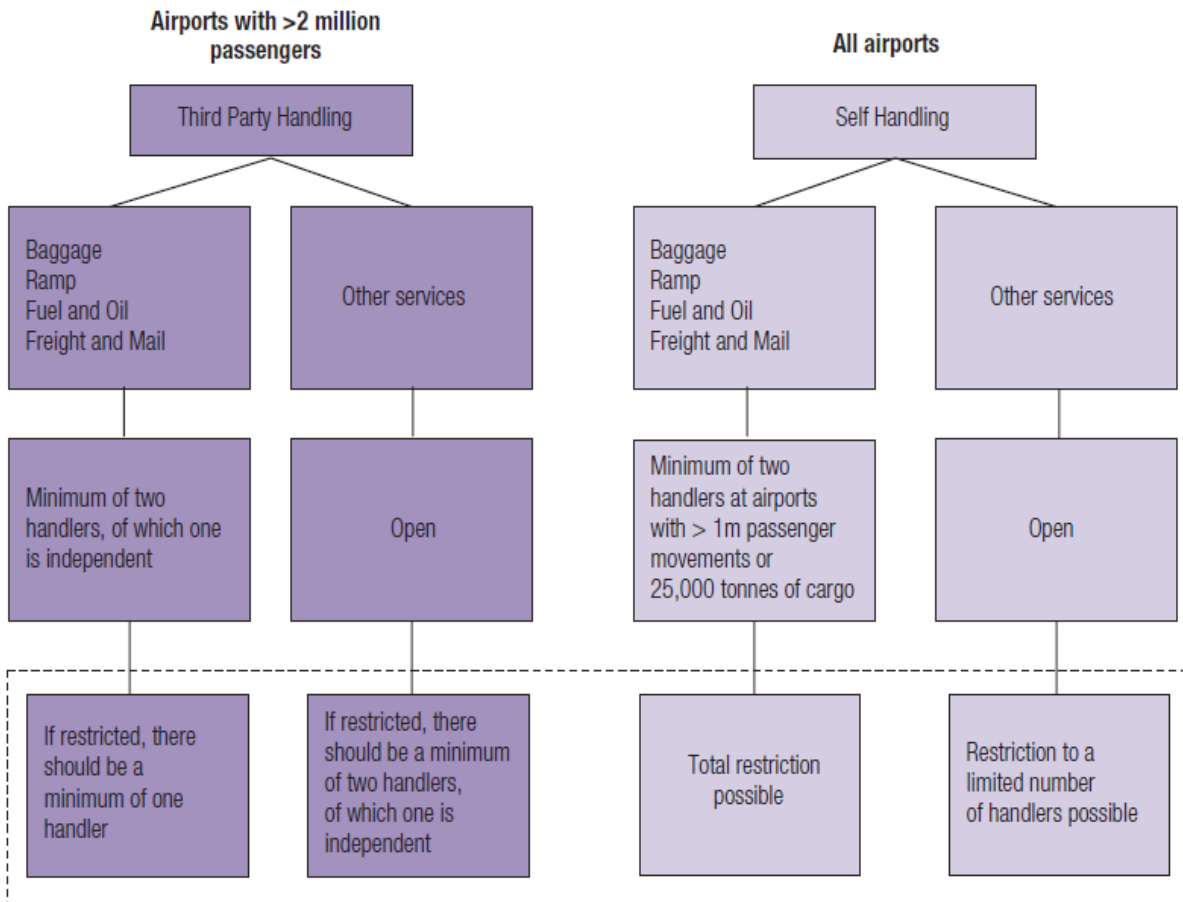 Airports with >2 million
passengers
All airports
Third Party Handling
Self Handling
Baggage
Ramp
Fuel and Oil
Freight and Mail
Other services
Baggage
Ramp
Fuel and Oil
Freight and Mail
Other services
Minimum of two
handlers, of which one
is independent
Open
Minimum of two
handlers at airports
with > 1m passenger
movements or
25,000 tonnes of cargo
Open
If restricted, there
should be a
minimum of one
handler
If restricted, there
should be a minimum
of two handlers,
of which one is
independent
Total restriction
possible
Restriction to a
limited number
of handlers possible